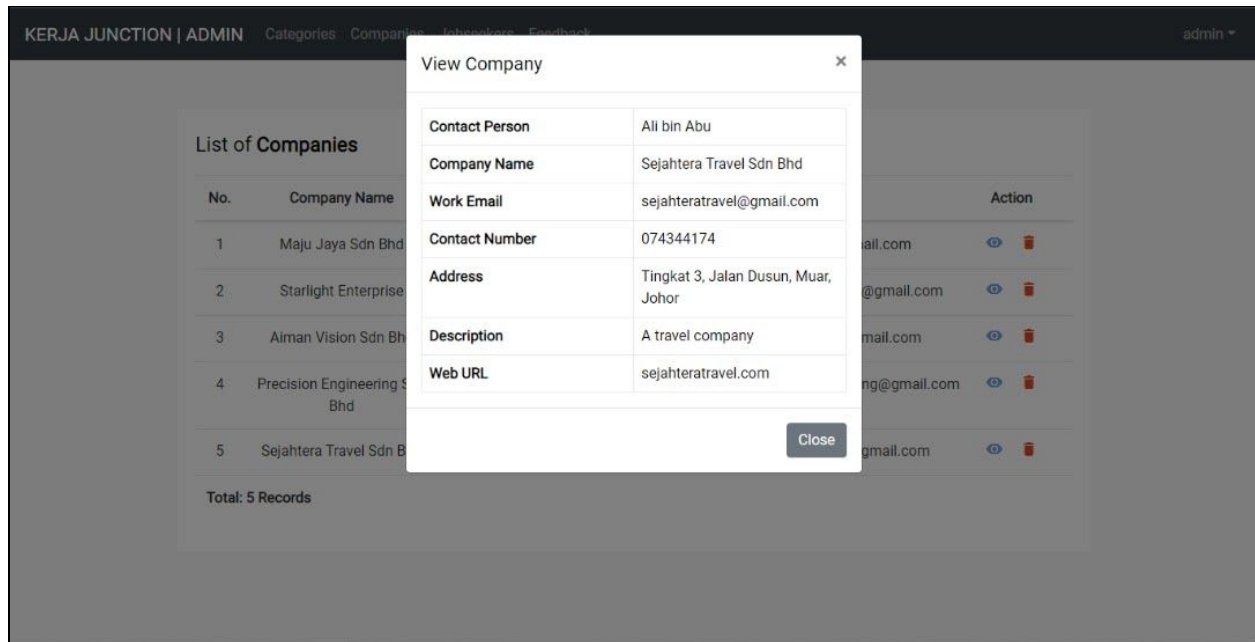 KERJA JUNCTION | ADMIN Categories Companies Jobseekers Feedback admin
View Company ×
Contact Person Ali bin Abu
Company Name Sejahtera Travel Sdn Bhd
Work Email sejahteratravel@gmail.com
Contact Number 074344174
Address Tingkat 3, Jalan Dusun, Muar,
Johor
Description A travel company
Web URL sejahteratravel.com
Close
List of Companies
No. Company Name Action
1 Maju Jaya Sdn Bhd ail.com
2 Starlight Enterprise @gmail.com
3 Aiman Vision Sdn Bh mail.com
4 Precision Engineering S ng@gmail.com
Bhd
5 Sejahtera Travel Sdn B gmail.com
Total: 5 Records